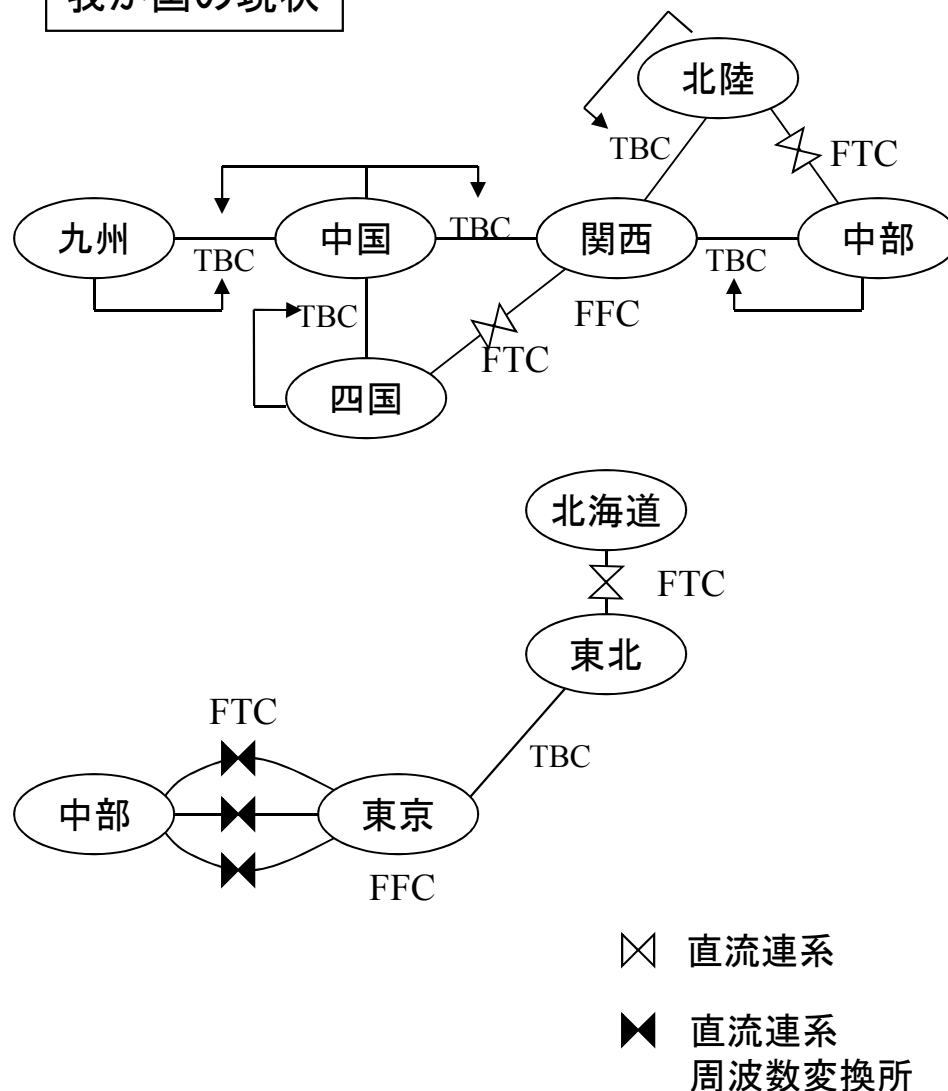 我が国の現状
北陸
TBC
FTC
九州
中国
TBC
関西
中部
TBC
TBC
TBC
FFC
FTC
四国
北海道
FTC
東北
FTC
TBC
中部
東京
FFC
直流連系
直流連系
周波数変換所